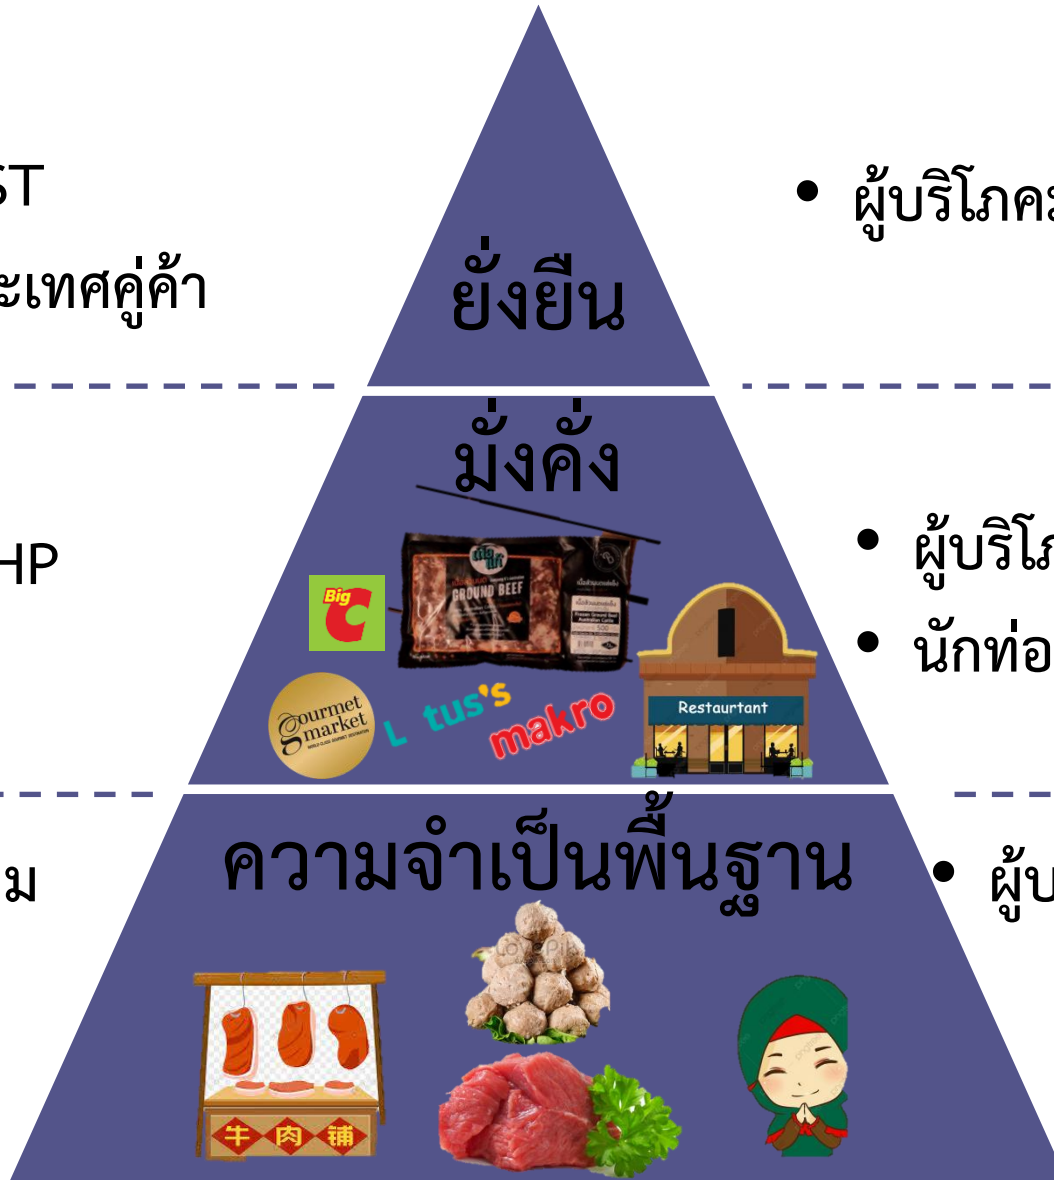 ST
ผู้บริโภค
ะเทศคู่ค้า
ยั่งยืน
มั่งคั่ง
HP
ผู้บริโภ
นักท่อ
GROUND BEEF
Big C
Gourmet market
Lotus's
makro
Restaurtant
ความจำเป็นพื้นฐาน
ม
ผู้บ
牛肉铺